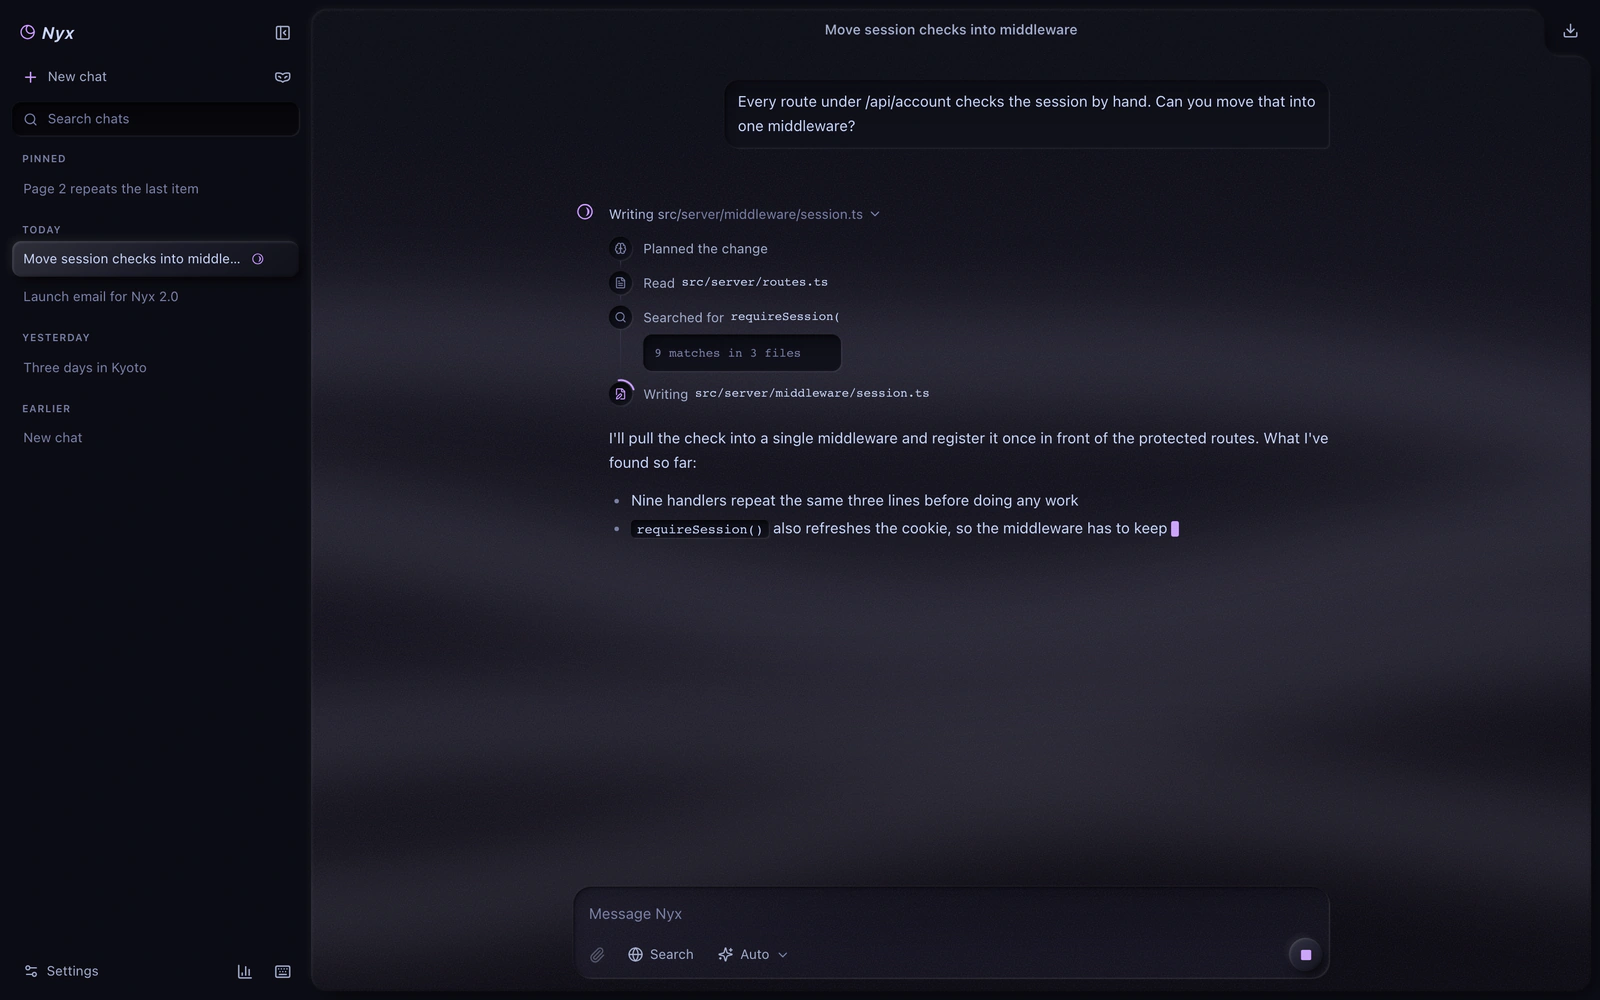 Nyx
New chat
Search chats
PINNED
Page 2 repeats the last item
TODAY
Move session checks into middle...
Launch email for Nyx 2.0
YESTERDAY
Three days in Kyoto
EARLIER
New chat
Settings
Move session checks into middleware
Every route under /api/account checks the session by hand. Can you move that into
one middleware?
Writing src/server/middleware/session.ts
Planned the change
Read src/server/routes.ts
Searched for requireSession(
9 matches in 3 files
Writing src/server/middleware/session.ts
I'll pull the check into a single middleware and register it once in front of the protected routes. What I've
found so far:
• Nine handlers repeat the same three lines before doing any work
• requireSession() also refreshes the cookie, so the middleware has to keep
Message Nyx
Search
Auto